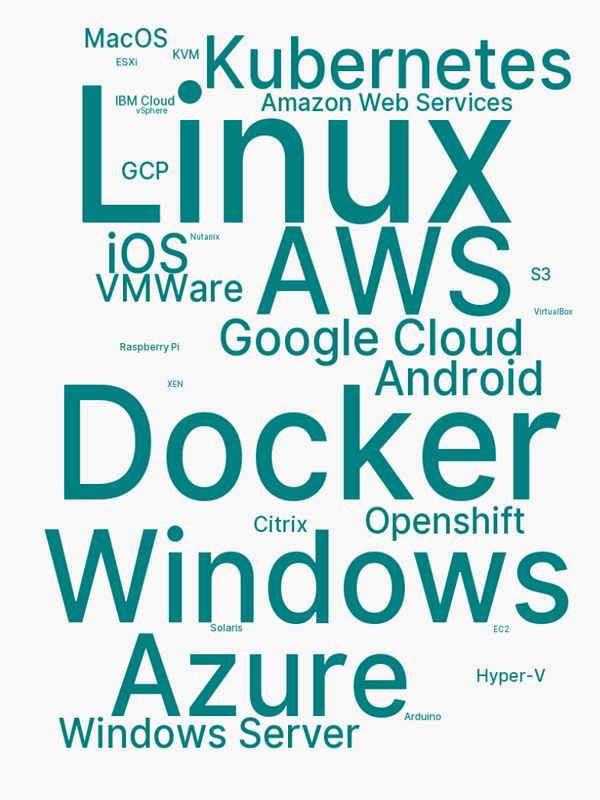 MacOS
KVM
ESXi
Kubernetes
IBM Cloud
Amazon Web Services
vSphere
Linux
GCP
iOS
Nutanix
AWS
S3
VMWare
VirtualBox
Google Cloud
Raspberry Pi
Android
XEN
Docker
Citrix
Openshift
Windows
Solaris
EC2
Azure
Hyper-V
Arduino
Windows Server